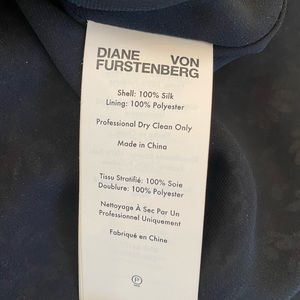 DIANE VON
FURSTENBERG
Shell: 100% Silk
Lining: 100% Polyester
Professional Dry Clean Only
Made in China
Tissu Stratifié: 100% Soie
Doublure: 100% Polyester
Nettoyage À Sec Par Un
Professionnel Uniquement
Fabriqué en Chine
P